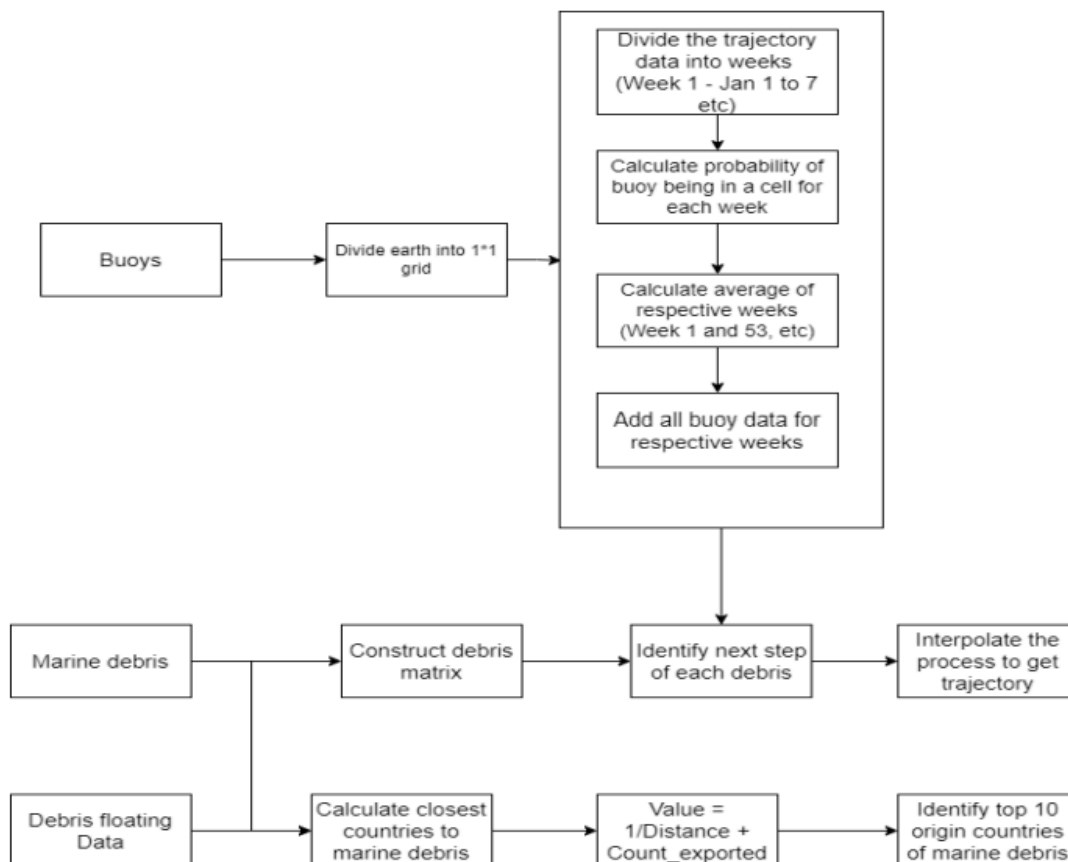 Divide the trajectory
data into weeks
(Week 1 - Jan 1 to 7
etc)
Calculate probability of
buoy being in a cell for
each week
Buoys
Divide earth into 1*1
grid
Calculate average of
respective weeks
(Week 1 and 53, etc)
Add all buoy data for
respective weeks
Marine debris
Construct debris
matrix
Identify next step
of each debris
Interpolate the
process to get
trajectory
Debris floating
Data
Calculate closest
countries to
marine debris
Value =
1/Distance +
Count_exported
Identify top 10
origin countries
of marine debris